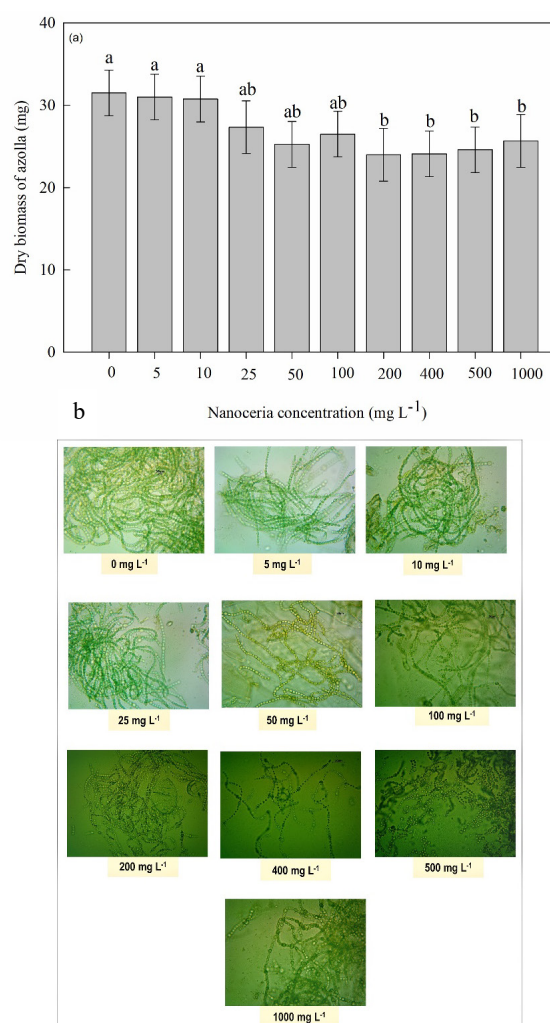 (a)
40
30
20
10
0
Dry biomass of azolla (mg)
a a a ab ab ab b b b b
0 5 10 25 50 100 200 400 500 1000
Nanoceria concentration (mg L⁻¹)
b
0 mg L⁻¹ 5 mg L⁻¹ 10 mg L⁻¹
25 mg L⁻¹ 50 mg L⁻¹ 100 mg L⁻¹
200 mg L⁻¹ 400 mg L⁻¹ 500 mg L⁻¹
1000 mg L⁻¹